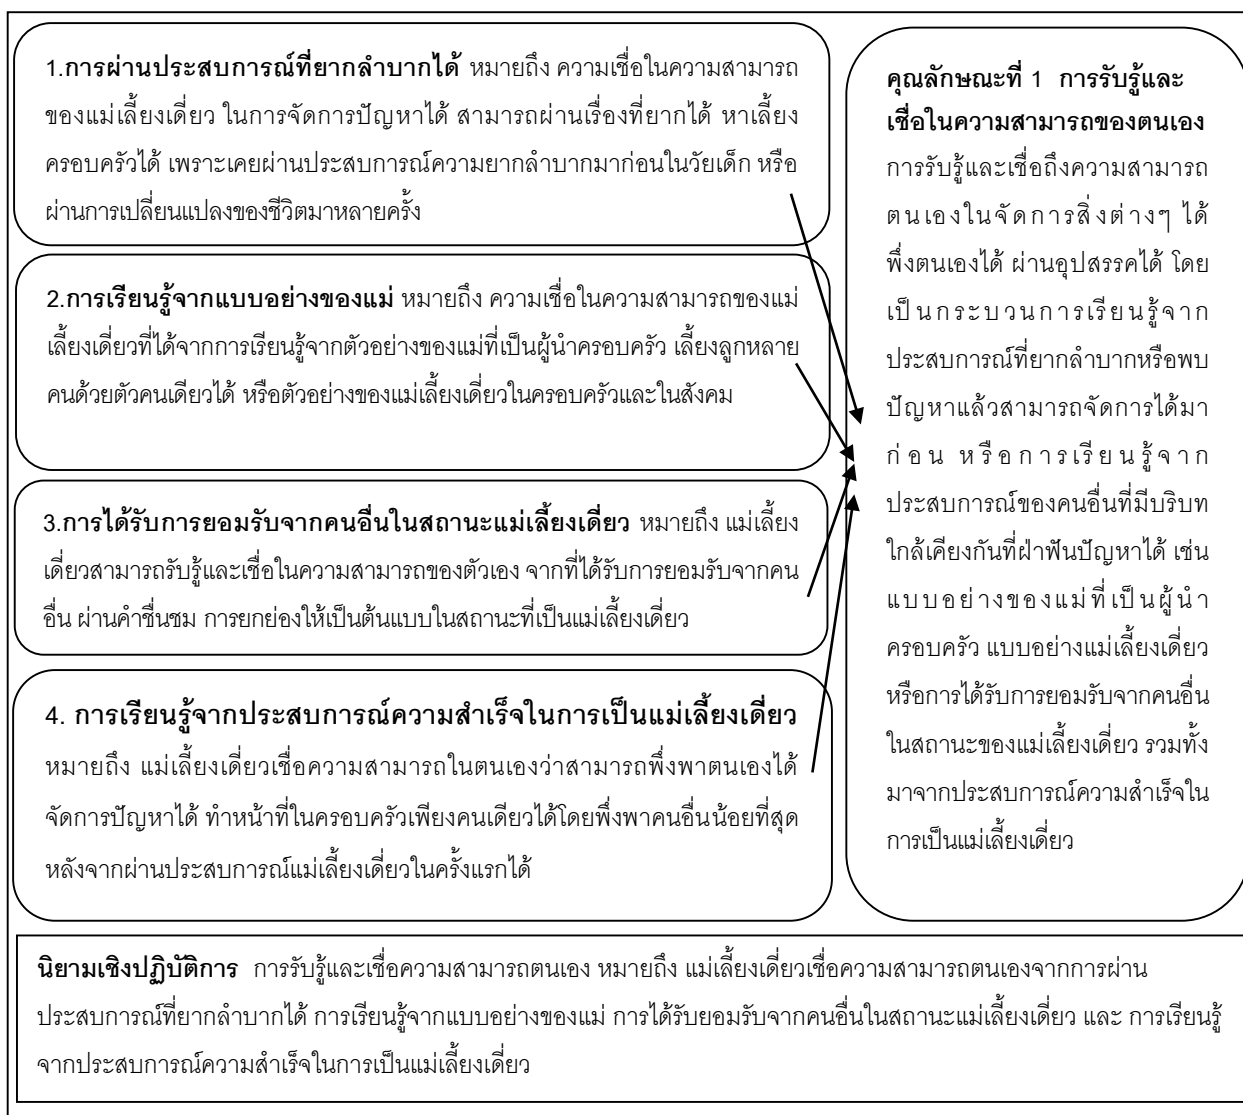 1.การผ่านประสบการณ์ที่ยากลำบากได้ หมายถึง ความเชื่อในความสามารถ
ของแม่เลี้ยงเดี่ยว ในการจัดการปัญหาได้ สามารถผ่านเรื่องที่ยากได้ หาเลี้ยง
ครอบครัวได้ เพราะเคยผ่านประสบการณ์ความยากลำบากมาก่อนในวัยเด็ก หรือ
ผ่านการเปลี่ยนแปลงของชีวิตมาหลายครั้ง
2.การเรียนรู้จากแบบอย่างของแม่ หมายถึง ความเชื่อในความสามารถของแม่
เลี้ยงเดี่ยวที่ได้จากการเรียนรู้จากตัวอย่างของแม่ที่เป็นผู้นำครอบครัว เลี้ยงลูกหลาย
คนด้วยตัวคนเดียวได้ หรือตัวอย่างของแม่เลี้ยงเดี่ยวในครอบครัวและในสังคม
3.การได้รับการยอมรับจากคนอื่นในสถานะแม่เลี้ยงเดี่ยว หมายถึง แม่เลี้ยง
เดี่ยวสามารถรับรู้และเชื่อในความสามารถของตัวเอง จากที่ได้รับการยอมรับจากคน
อื่น ผ่านคำชื่นชม การยกย่องให้เป็นต้นแบบในสถานะที่เป็นแม่เลี้ยงเดี่ยว
4. การเรียนรู้จากประสบการณ์ความสำเร็จในการเป็นแม่เลี้ยงเดี่ยว
หมายถึง แม่เลี้ยงเดี่ยวเชื่อความสามารถในตนเองว่าสามารถพึ่งพาตนเองได้
จัดการปัญหาได้ ทำหน้าที่ในครอบครัวเพียงคนเดียวได้โดยพึ่งพาคนอื่นน้อยที่สุด
หลังจากผ่านประสบการณ์แม่เลี้ยงเดี่ยวในครั้งแรกได้
คุณลักษณะที่ 1 การรับรู้และ
เชื่อในความสามารถของตนเอง
การรับรู้และเชื่อถึงความสามารถ
ตนเองในจัดการสิ่งต่างๆ ได้
พึ่งตนเองได้ ผ่านอุปสรรคได้ โดย
เป็นกระบวนการเรียนรู้จาก
ประสบการณ์ที่ยากลำบากหรือพบ
ปัญหาแล้วสามารถจัดการได้มา
ก่อน หรือการเรียนรู้จาก
ประสบการณ์ของคนอื่นที่มีบริบท
ใกล้เคียงกันที่ฝ่าฟันปัญหาได้ เช่น
แบบอย่างของแม่ที่เป็นผู้นำ
ครอบครัว แบบอย่างแม่เลี้ยงเดี่ยว
หรือการได้รับการยอมรับจากคนอื่น
ในสถานะของแม่เลี้ยงเดี่ยว รวมทั้ง
มาจากประสบการณ์ความสำเร็จใน
การเป็นแม่เลี้ยงเดี่ยว
นิยามเชิงปฏิบัติการ การรับรู้และเชื่อความสามารถตนเอง หมายถึง แม่เลี้ยงเดี่ยวเชื่อความสามารถตนเองจากการผ่าน
ประสบการณ์ที่ยากลำบากได้ การเรียนรู้จากแบบอย่างของแม่ การได้รับยอมรับจากคนอื่นในสถานะแม่เลี้ยงเดี่ยว และ การเรียนรู้
จากประสบการณ์ความสำเร็จในการเป็นแม่เลี้ยงเดี่ยว